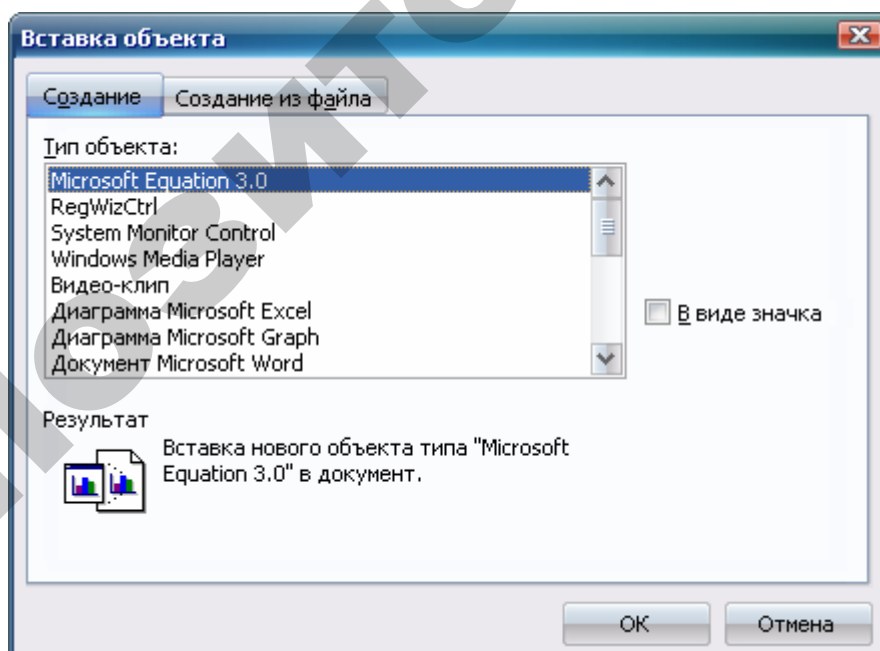 Вставка объекта
Создание
Создание из файла
Тип объекта:
Microsoft Equation 3.0
RegWizCtrl
System Monitor Control
Windows Media Player
Видео-клип
Диаграмма Microsoft Excel
Диаграмма Microsoft Graph
Документ Microsoft Word
В виде значка
Результат
Вставка нового объекта типа "Microsoft
Equation 3.0" в документ.
ОК
Отмена